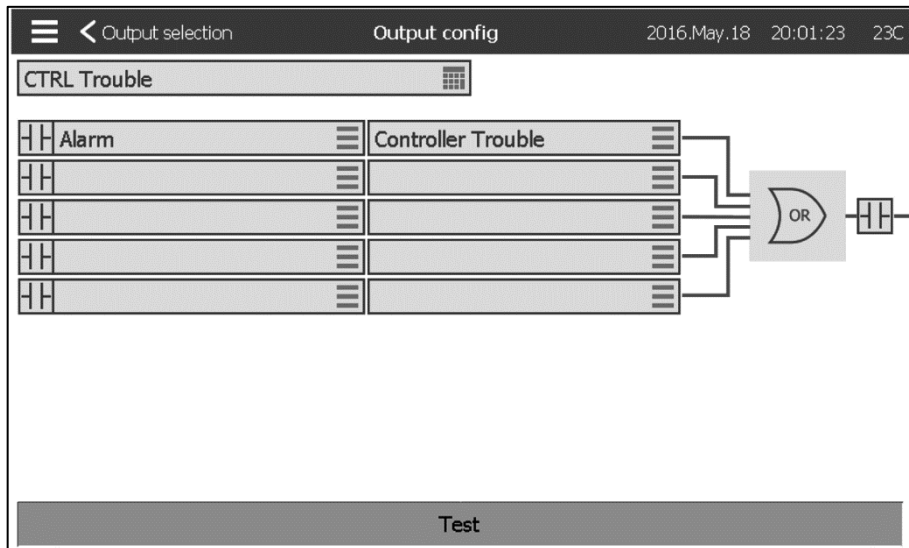 Output selection Output config 2016.May.18 20:01:23 23C
CTRL Trouble
Alarm Controller Trouble
OR
Test